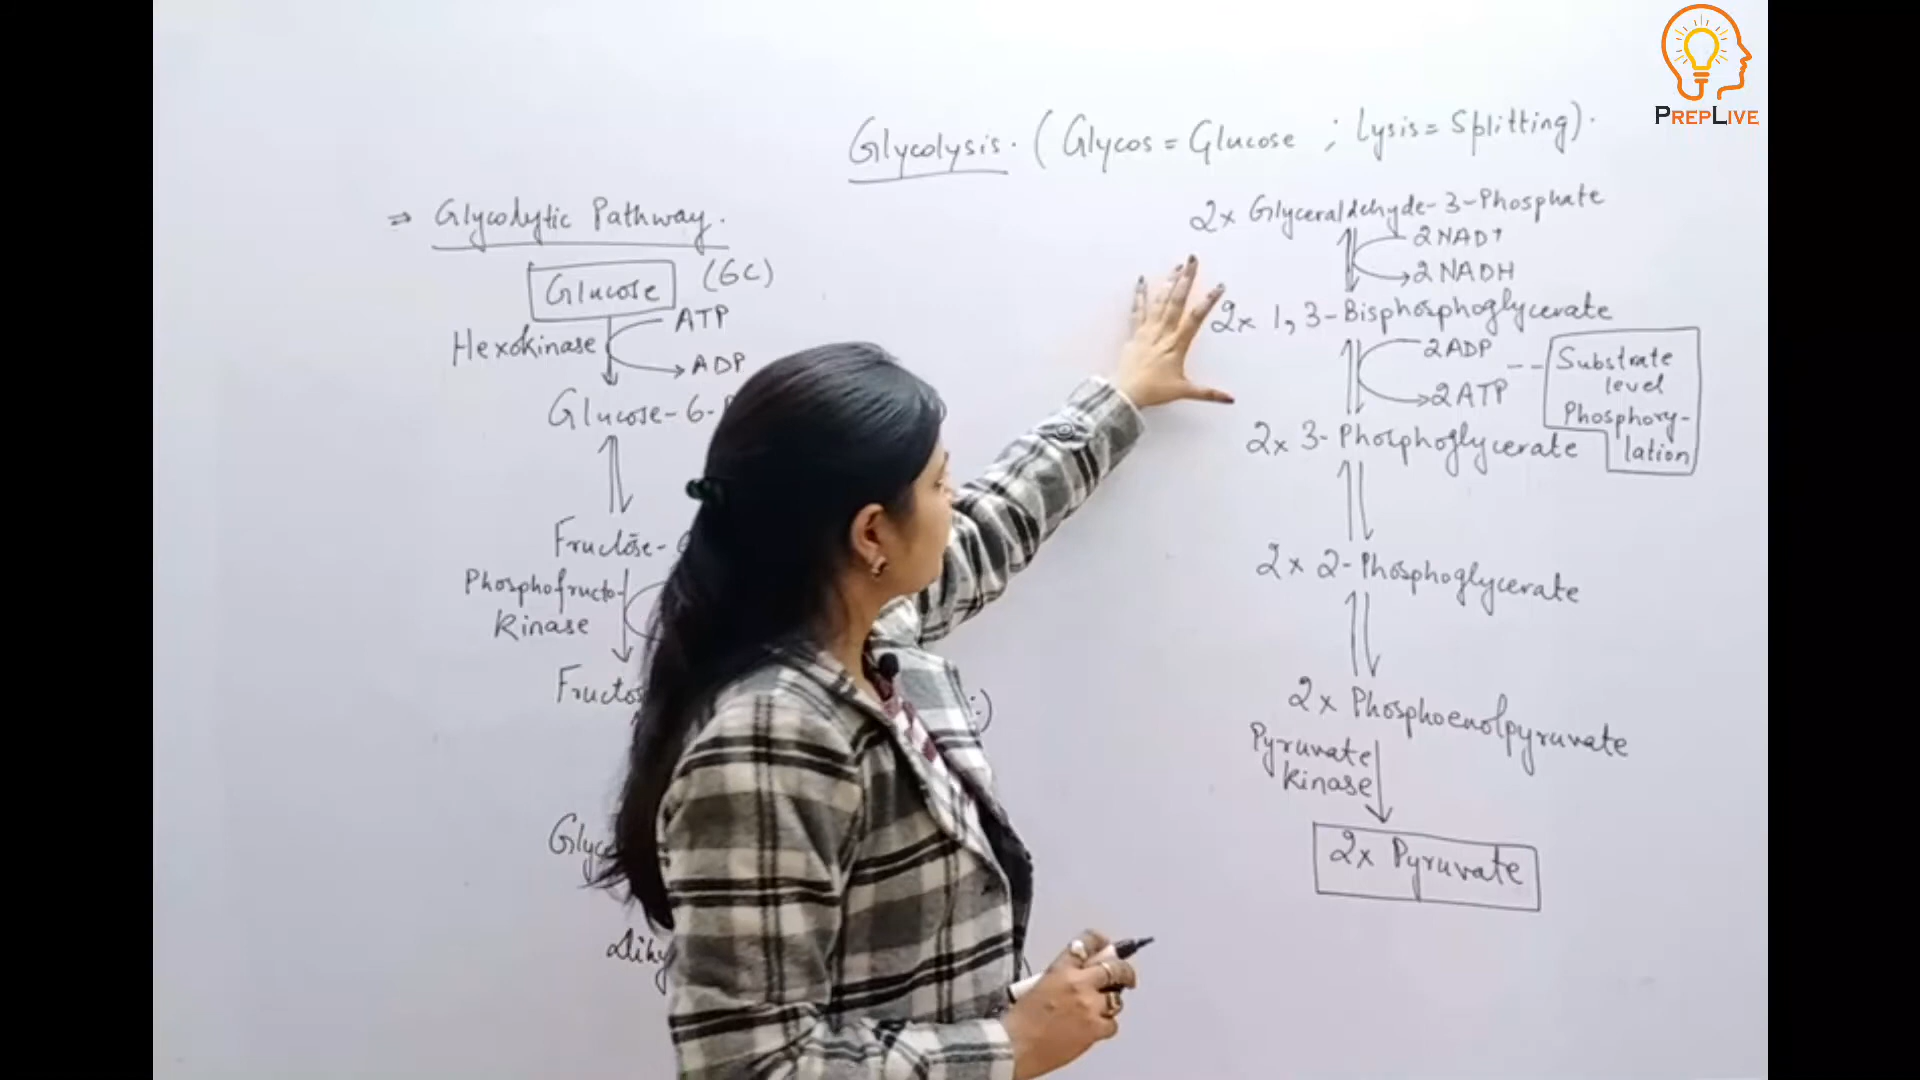 PREPLIVE
Glycolysis. (Glycos = Glucose ; Lysis = Splitting).
⇒ Glycolytic Pathway.
Glucose (6C)
Hexokinase
ATP
ADP
Glucose-6-
Fructose-
Phosphofructo-
kinase
2x Glyceraldehyde-3-Phosphate
2NAD+
2NADH
2x 1,3-Bisphosphoglycerate
2ADP
2ATP -- Substrate
level
Phosphory-
lation
2x 3-Phosphoglycerate
2x 2-Phosphoglycerate
2x Phosphoenolpyruvate
Pyruvate
kinase
2x Pyruvate